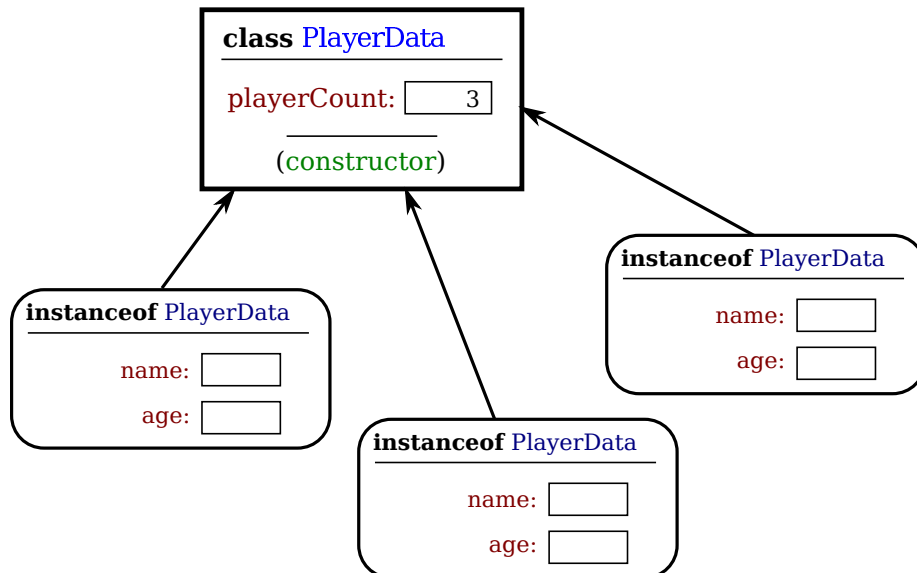 class PlayerData
playerCount: 3
(constructor)
instanceof PlayerData
name:
age:
instanceof PlayerData
name:
age:
instanceof PlayerData
name:
age: